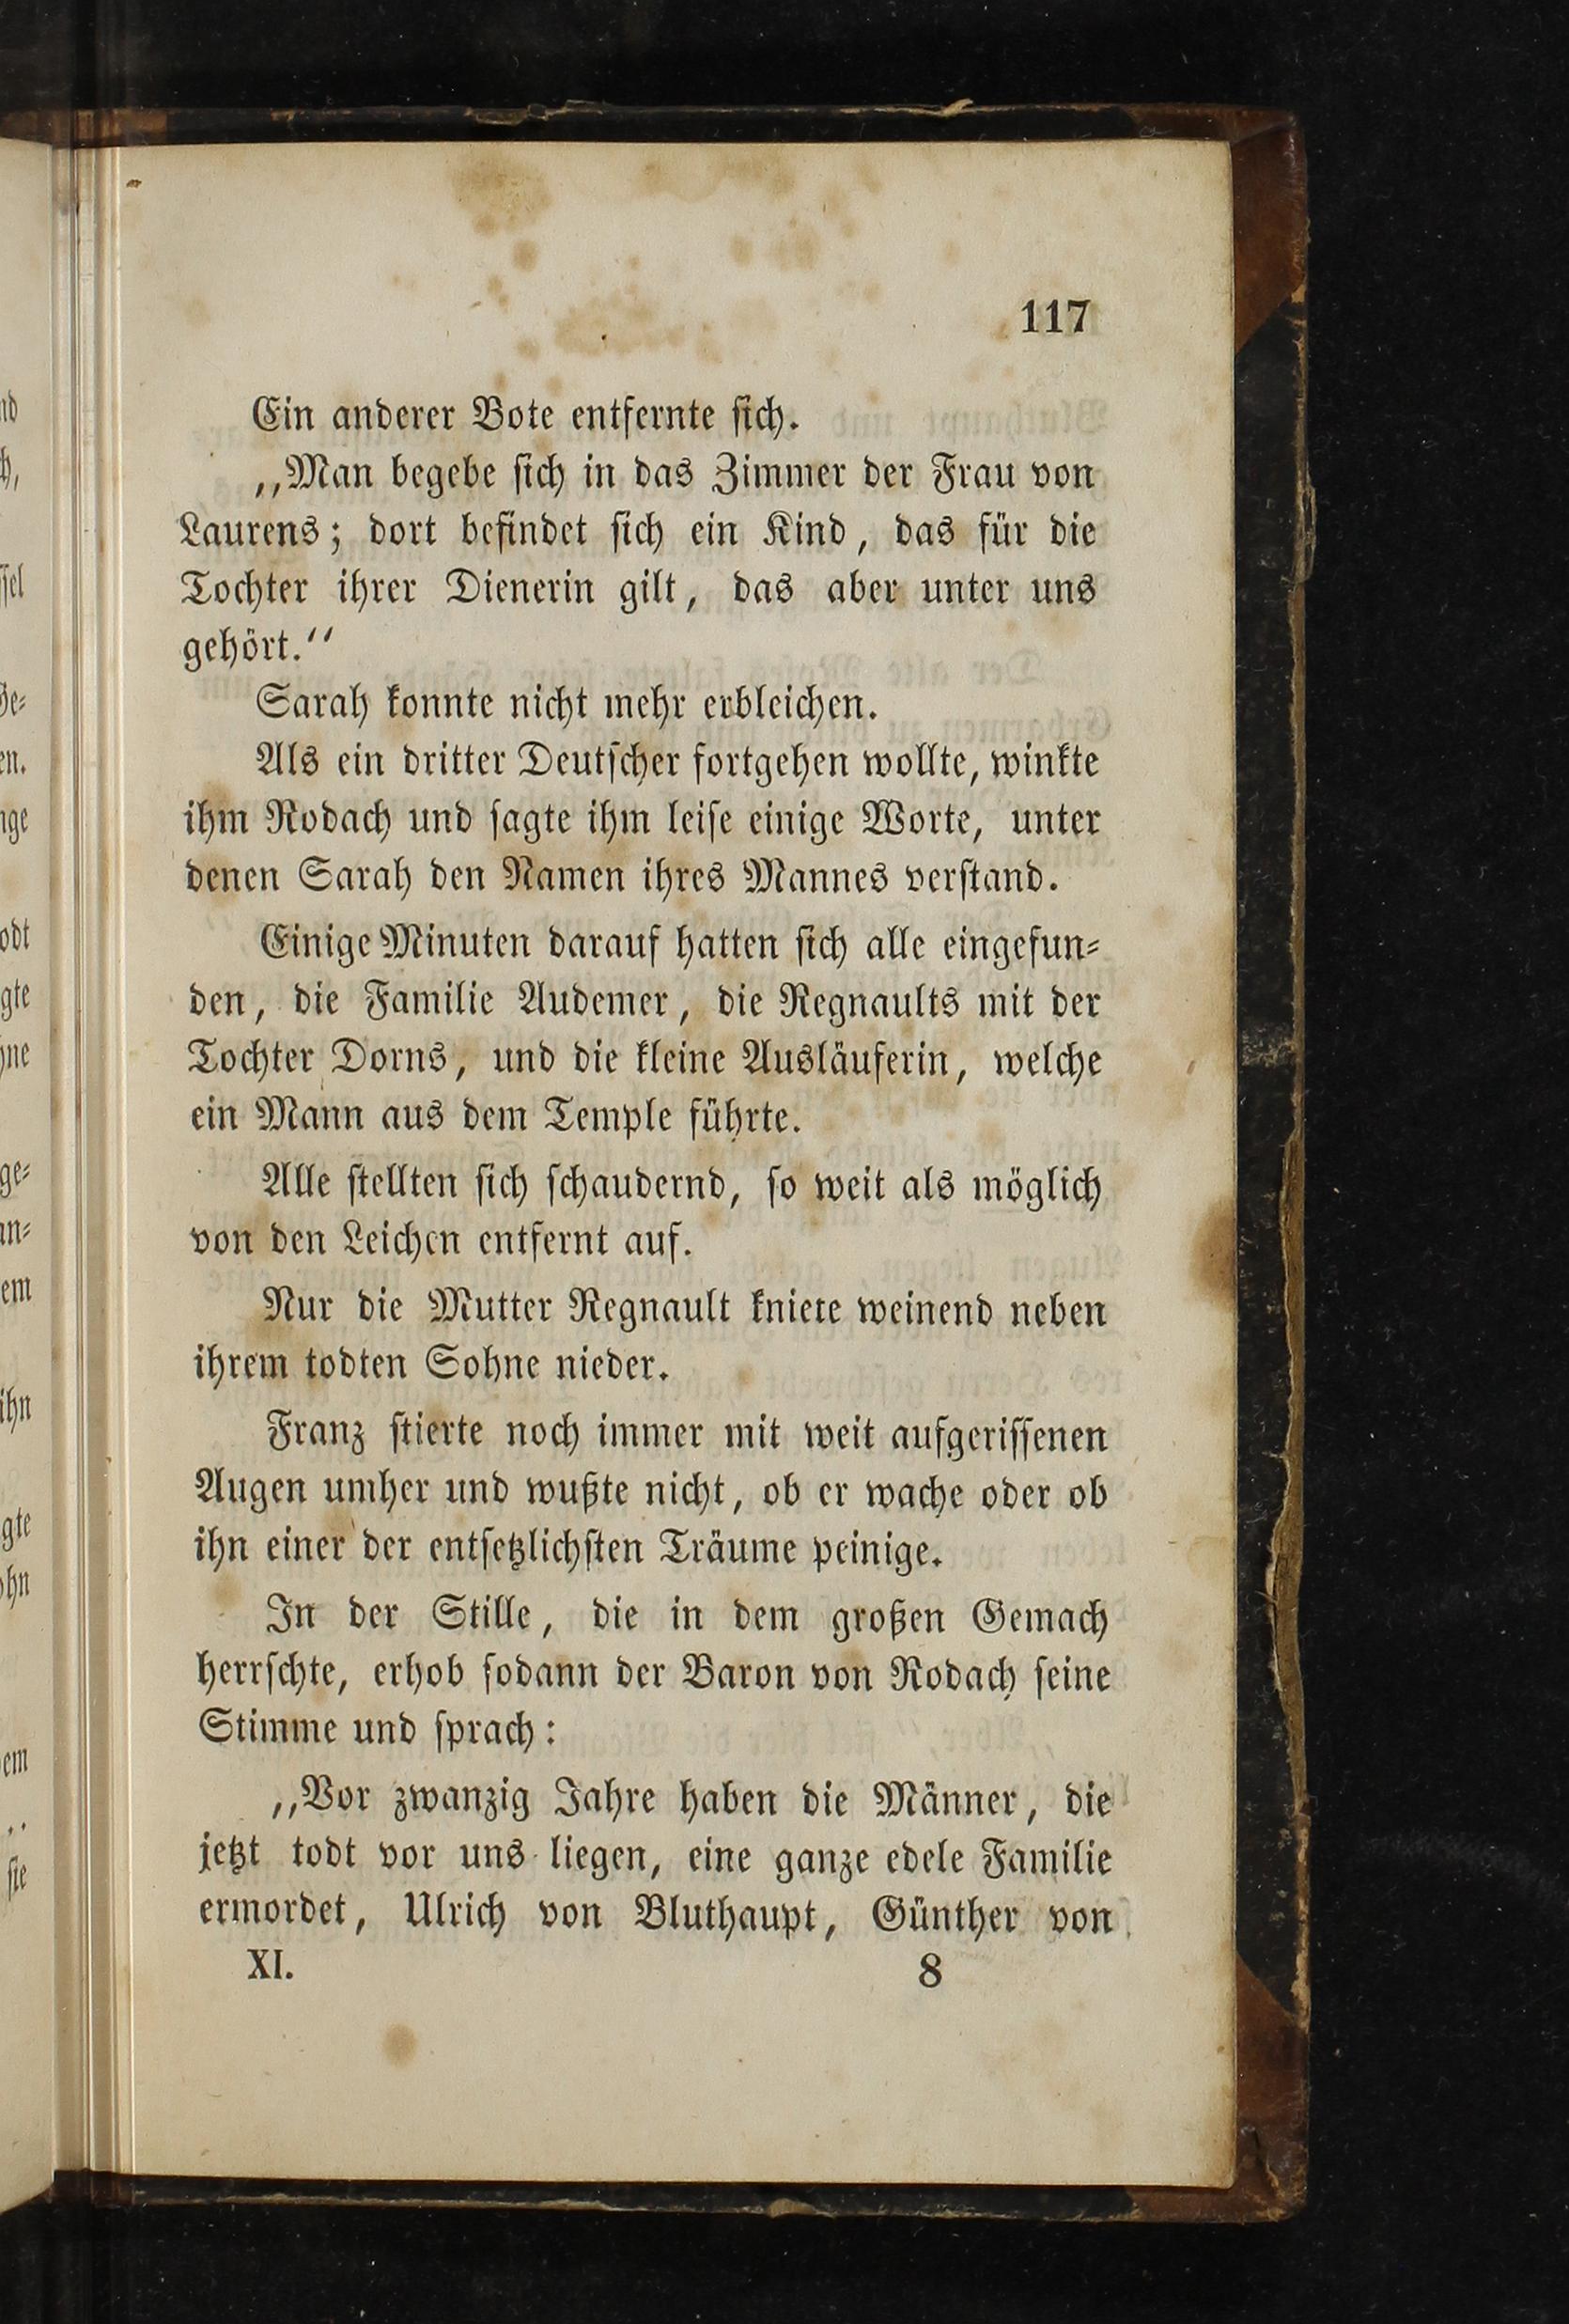 117
Ein anderer Bote entfernte ſich.
„Man begebe ſich in das Zimmer der Frau von
Laurens; dort befindet ſich ein Kind, das für die
Tochter ihrer Dienerin gilt, das aber unter uns
gehört.“
Sarah konnte nicht mehr erbleichen.
Als ein dritter Deutſcher fortgehen wollte, winkte
ihm Rodach und ſagte ihm leiſe einige Worte, unter
denen Sarah den Namen ihres Mannes verſtand.
Einige Minuten darauf hatten ſich alle eingefun⸗
den, die Familie Audemer, die Regnaults mit der
Tochter Dorns, und die kleine Ausläuferin, welche
ein Mann aus dem Temple führte.
Alle ſtellten ſich ſchaudernd, ſo weit als möglich
von den Leichen entfernt auf.
Nur die Mutter Regnault kniete weinend neben
ihrem todten Sohne nieder.
Franz ſtierte noch immer mit weit aufgeriſſenen
Augen umher und wußte nicht, ob er wache oder ob
ihn einer der entſetzlichſten Träume peinige.
In der Stille, die in dem großen Gemach
herrſchte, erhob ſodann der Baron von Rodach ſeine
Stimme und ſprach:
„Vor zwanzig Jahre haben die Männer, die
jetzt todt vor uns liegen, eine ganze edele Familie
ermordet, Ulrich von Bluthaupt, Günther von
XI. 8